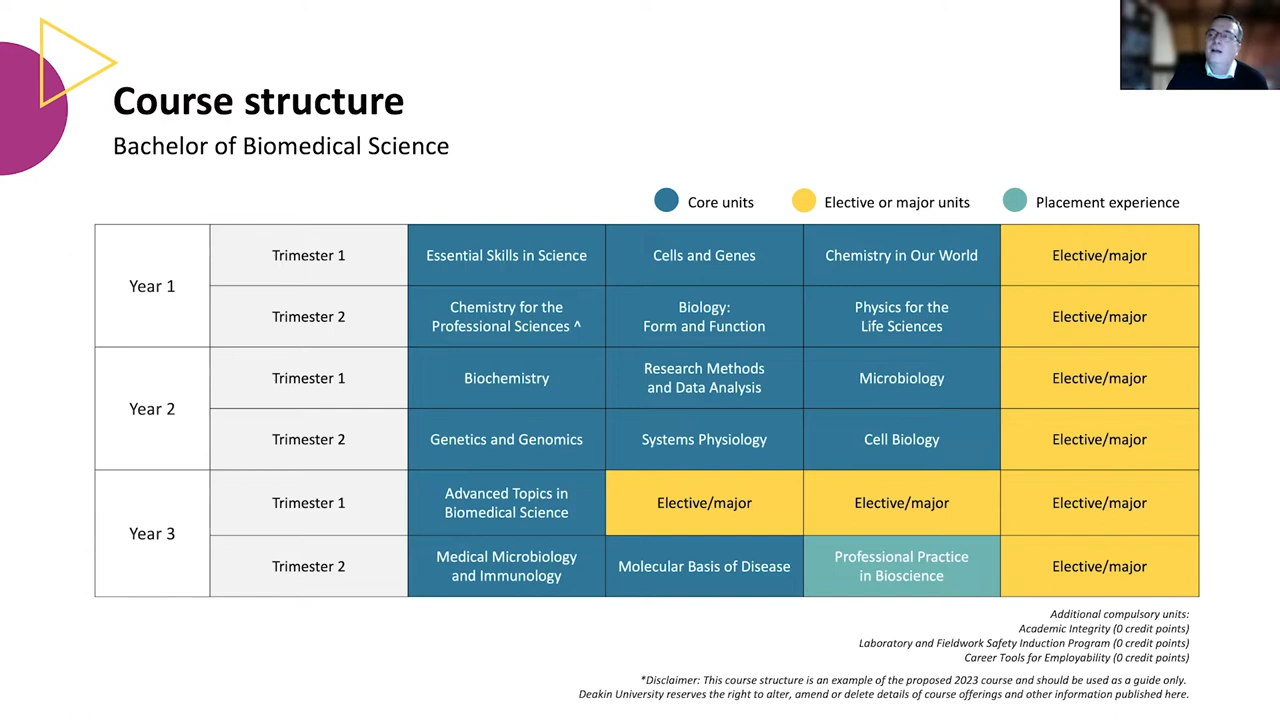 Course structure
Bachelor of Biomedical Science
Core units
Elective or major units
Placement experience
Year 1
Trimester 1
Essential Skills in Science
Cells and Genes
Chemistry in Our World
Elective/major
Trimester 2
Chemistry for the
Professional Sciences ^
Biology:
Form and Function
Physics for the
Life Sciences
Elective/major
Year 2
Trimester 1
Biochemistry
Research Methods
and Data Analysis
Microbiology
Elective/major
Trimester 2
Genetics and Genomics
Systems Physiology
Cell Biology
Elective/major
Year 3
Trimester 1
Advanced Topics in
Biomedical Science
Elective/major
Elective/major
Elective/major
Trimester 2
Medical Microbiology
and Immunology
Molecular Basis of Disease
Professional Practice
in Bioscience
Elective/major
Additional compulsory units:
Academic Integrity (0 credit points)
Laboratory and Fieldwork Safety Induction Program (0 credit points)
Career Tools for Employability (0 credit points)
*Disclaimer: This course structure is an example of the proposed 2023 course and should be used as a guide only.
Deakin University reserves the right to alter, amend or delete details of course offerings and other information published here.